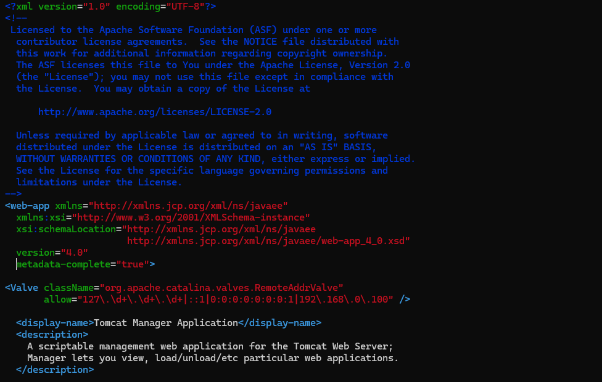 <?xml version="1.0" encoding="UTF-8"?>
<!--
 Licensed to the Apache Software Foundation (ASF) under one or more
  contributor license agreements.  See the NOTICE file distributed with
  this work for additional information regarding copyright ownership.
  The ASF licenses this file to You under the Apache License, Version 2.0
  (the "License"); you may not use this file except in compliance with
  the License.  You may obtain a copy of the License at

      http://www.apache.org/licenses/LICENSE-2.0

  Unless required by applicable law or agreed to in writing, software
  distributed under the License is distributed on an "AS IS" BASIS,
  WITHOUT WARRANTIES OR CONDITIONS OF ANY KIND, either express or implied.
  See the License for the specific language governing permissions and
  limitations under the License.
-->
<web-app xmlns="http://xmlns.jcp.org/xml/ns/javaee"
  xmlns:xsi="http://www.w3.org/2001/XMLSchema-instance"
  xsi:schemaLocation="http://xmlns.jcp.org/xml/ns/javaee
                      http://xmlns.jcp.org/xml/ns/javaee/web-app_4_0.xsd"
  version="4.0"
  metadata-complete="true">

<Valve className="org.apache.catalina.valves.RemoteAddrValve"
       allow="127\.\d+\.\d+\.\d+|::1|0:0:0:0:0:0:0:1|192\.168\.0\.100" />

  <display-name>Tomcat Manager Application</display-name>
  <description>
    A scriptable management web application for the Tomcat Web Server;
    Manager lets you view, load/unload/etc particular web applications.
  </description>